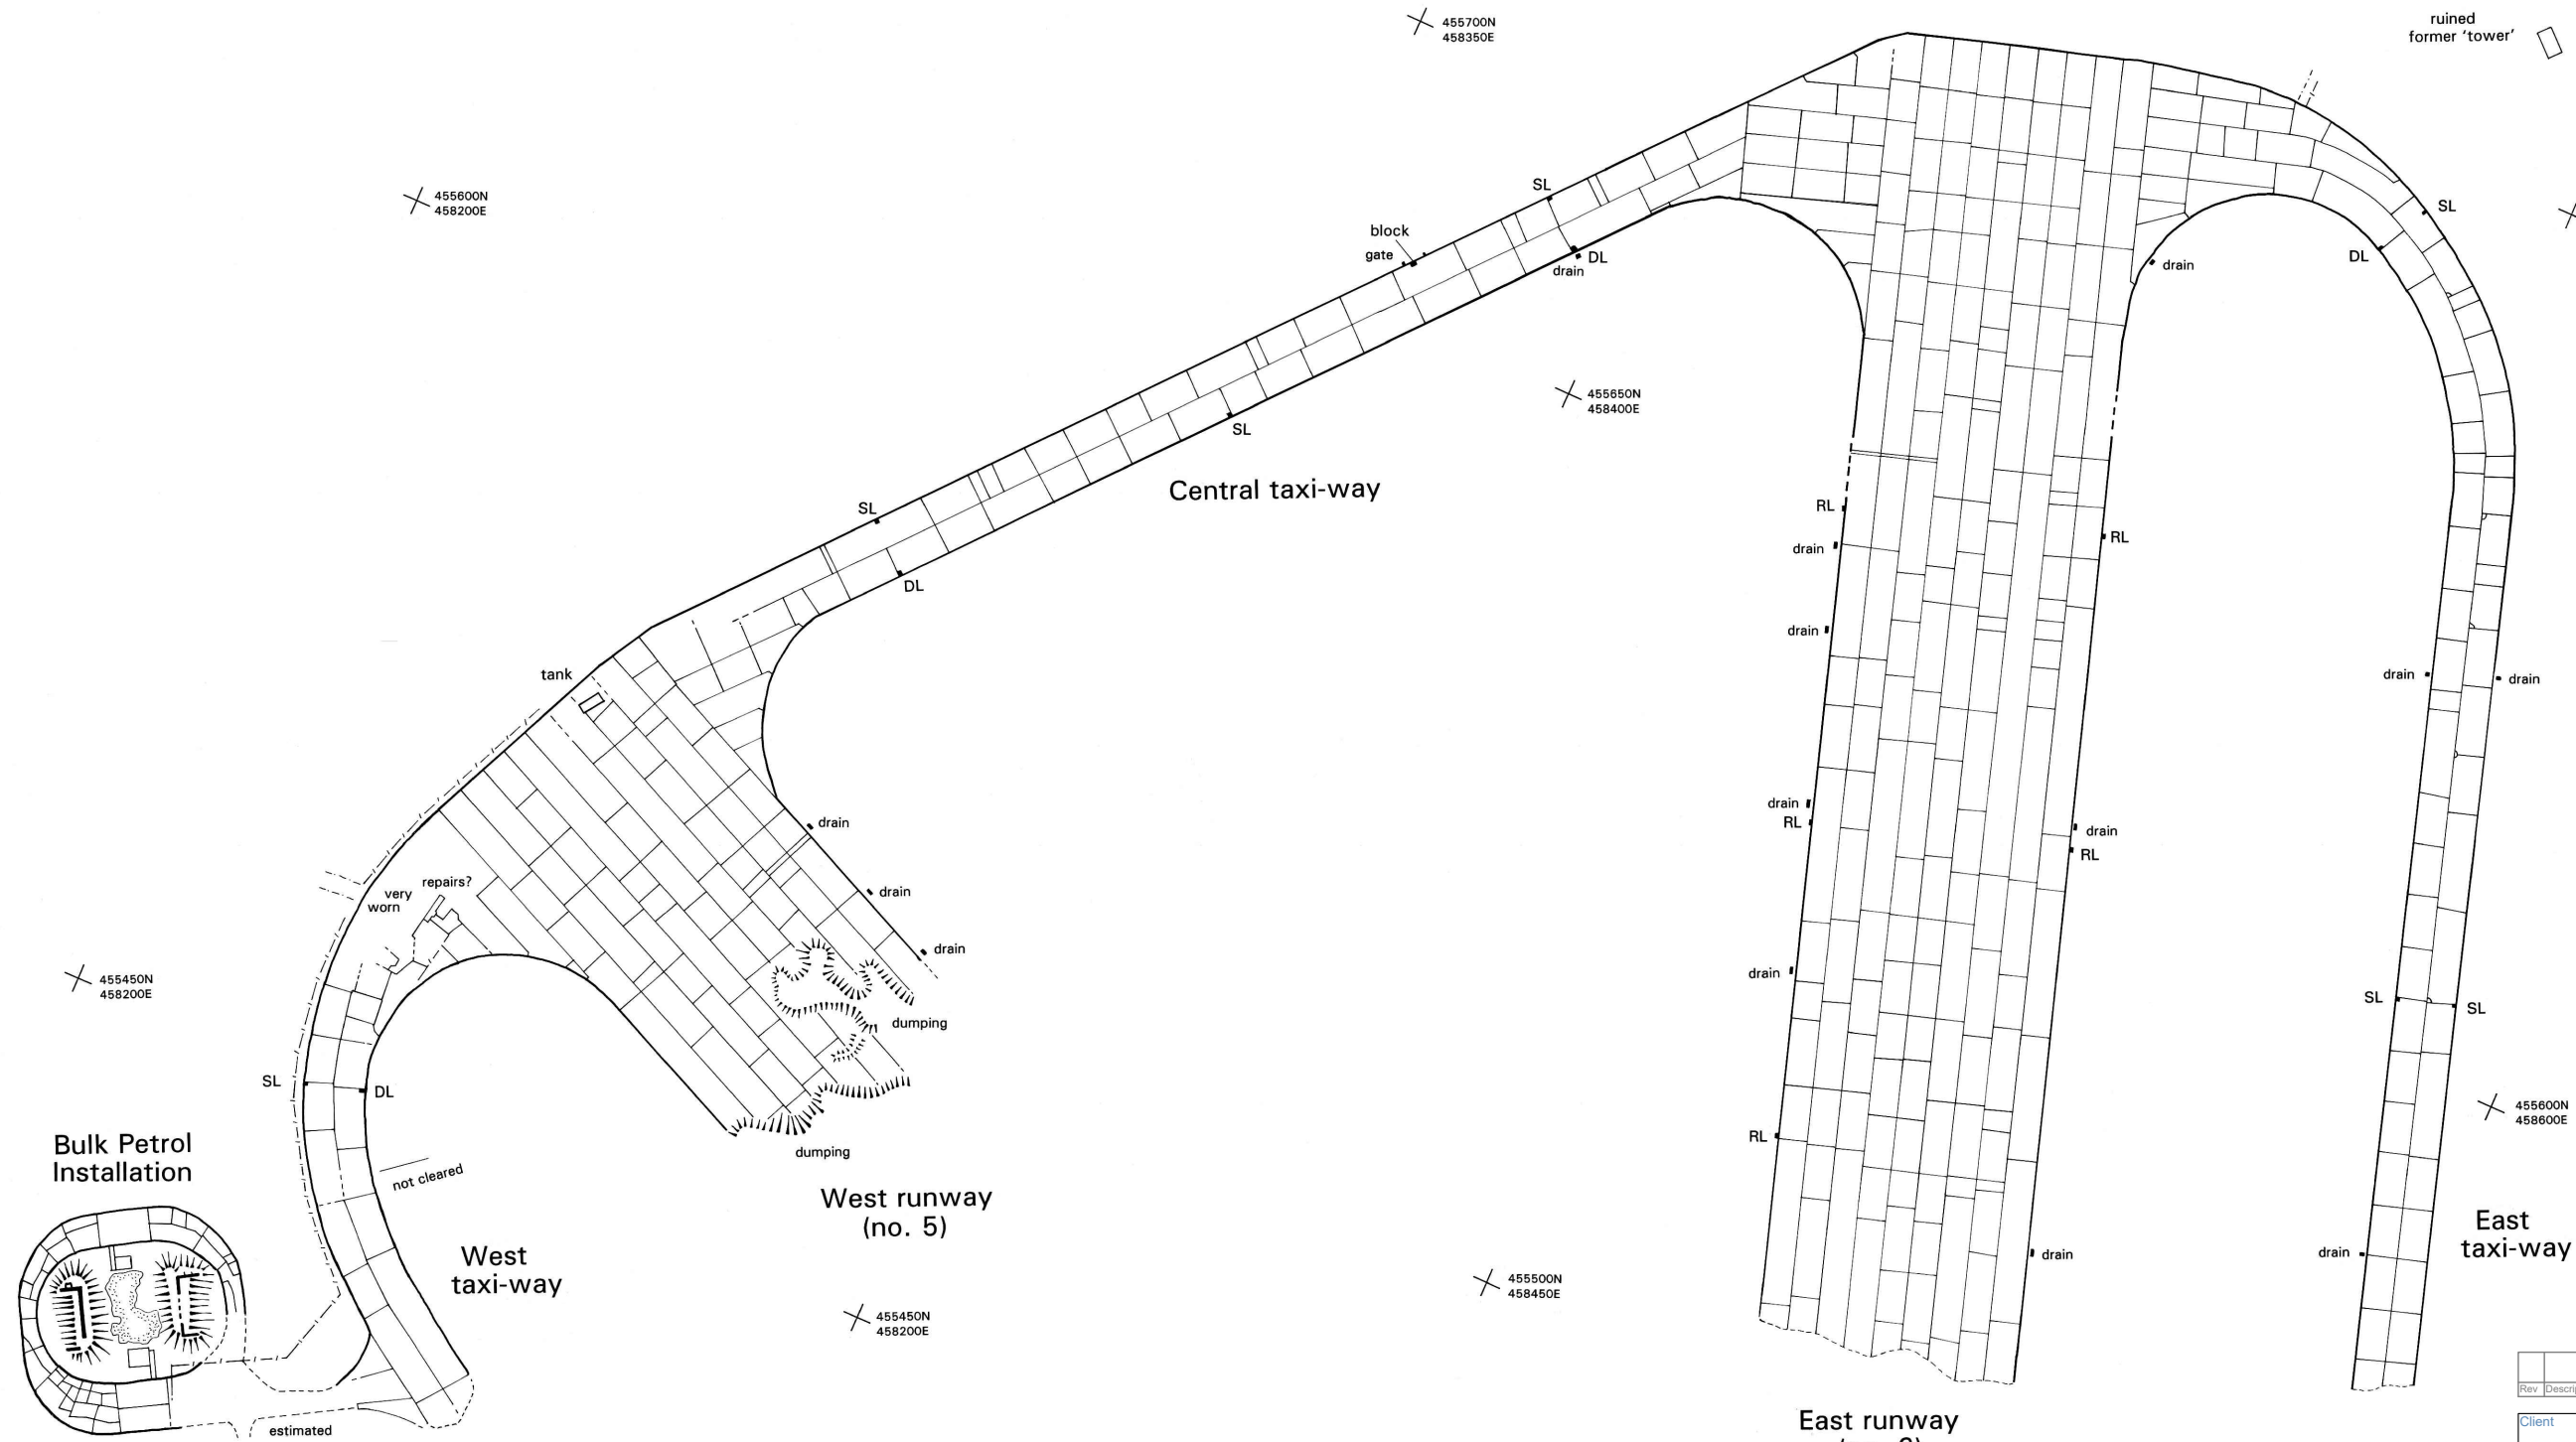 455700N
458350E
ruined
former ‘tower’
455600N
458200E
SL
SL
block
gate
DL
drain
drain
DL
455650N
458400E
SL
Central taxi-way
SL
RL
RL
drain
DL
drain
tank
drain
drain
drain
RL
drain
drain
RL
repairs?
very
worn
drain
drain
455450N
458200E
drain
SL
SL
dumping
SL
DL
455600N
458600E
Bulk Petrol
Installation
dumping
RL
not cleared
West runway
(no. 5)
East
taxi-way
West
taxi-way
drain
drain
455500N
458450E
455450N
458200E
Rev
East runway
Client
estimated